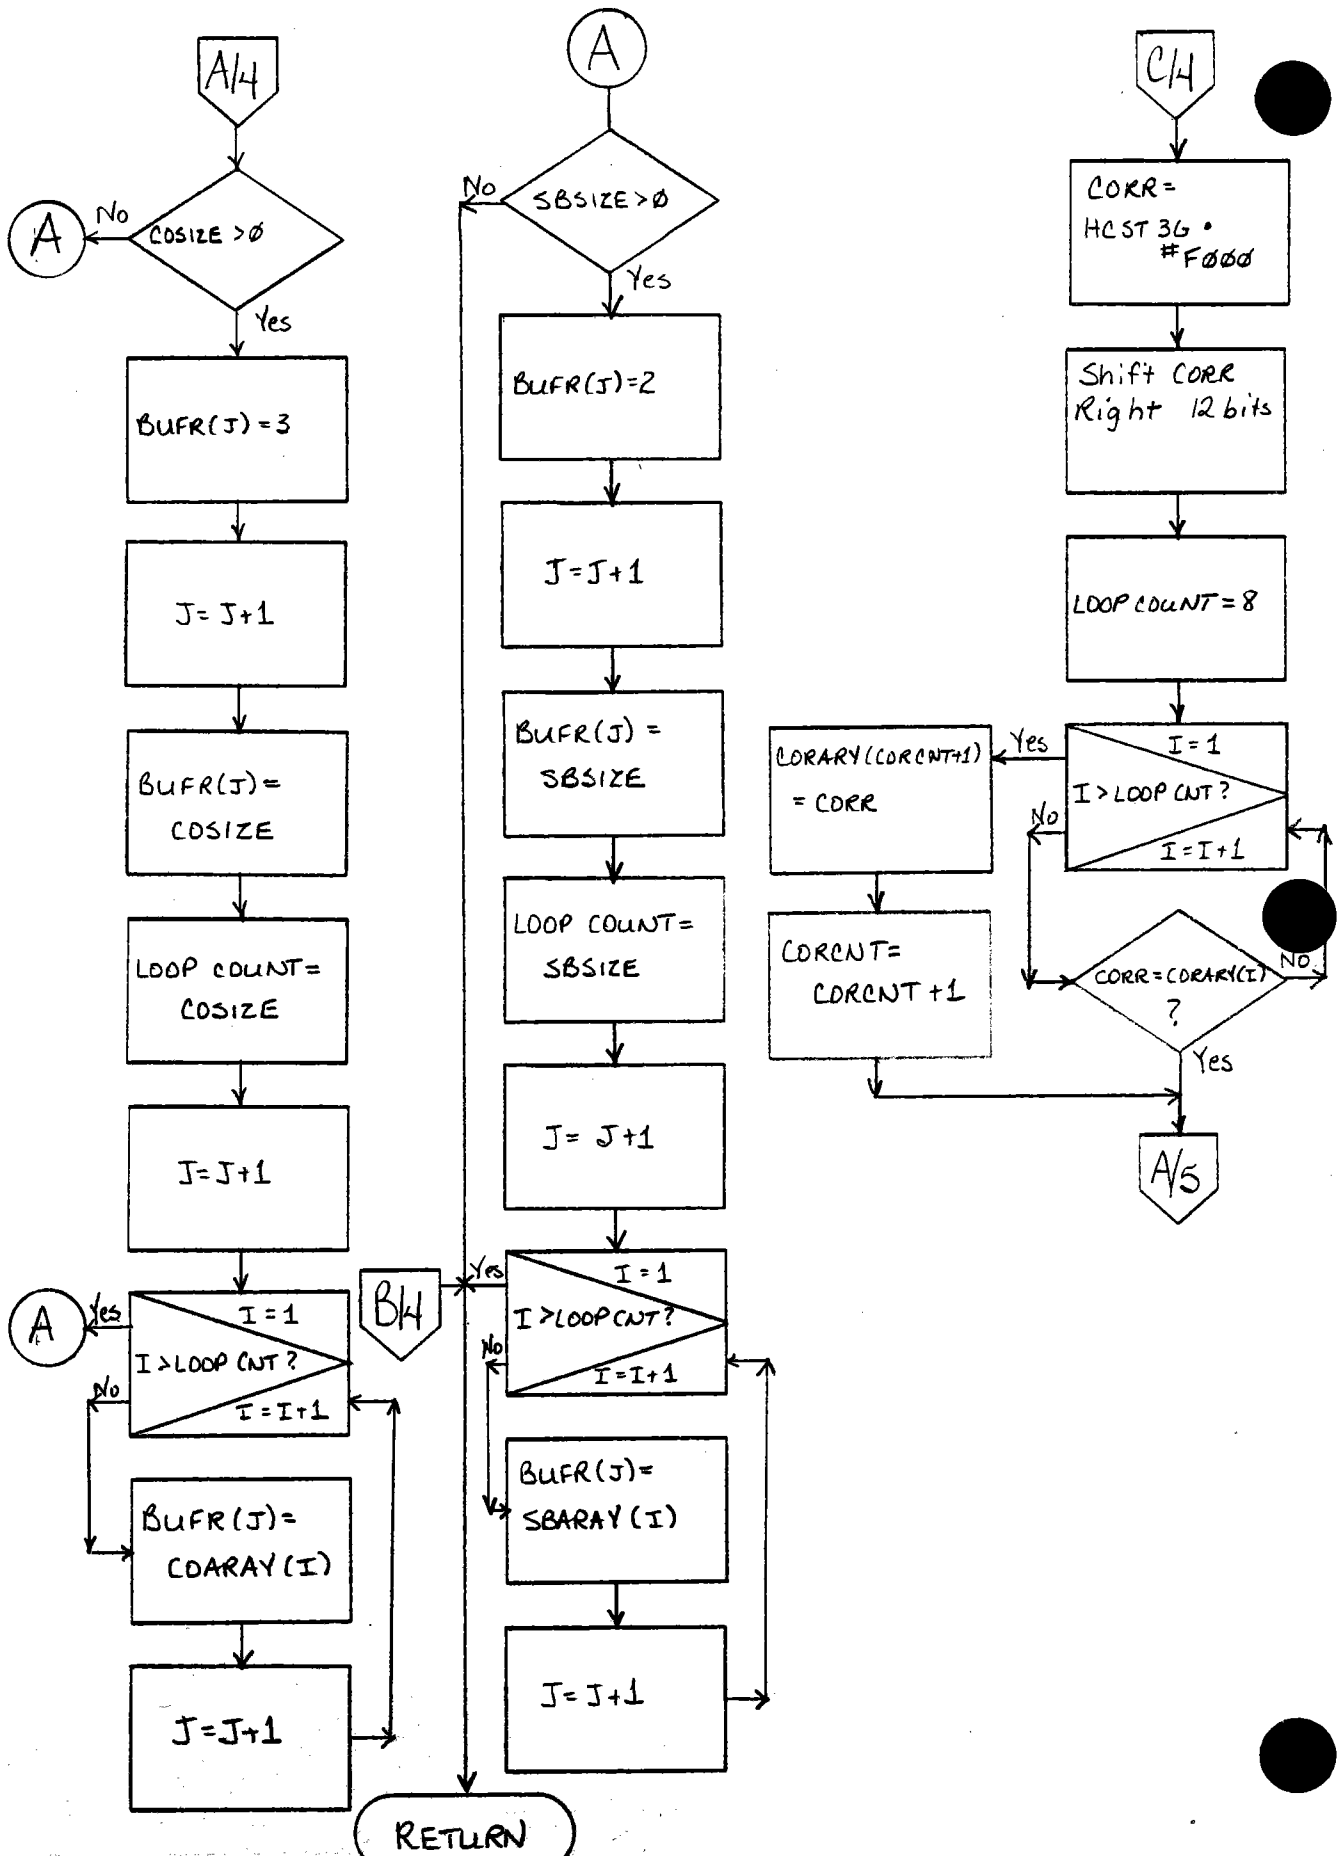 A/4
COSIZE >Ø
No
A
Yes
BUFR(J) = 3
J = J+1
BUFR(J) =
COSIZE
LOOP COUNT =
COSIZE
J = J+1
I = 1
I > LOOP CNT ?
I = I+1
Yes
A
No
BUFR(J) =
COARAY(I)
J = J+1
A
SBSIZE >Ø
No
Yes
BUFR(J) = 2
J = J+1
BUFR(J) =
SBSIZE
LOOP COUNT =
SBSIZE
J = J+1
B/4
Yes
I = 1
I > LOOP CNT ?
I = I+1
No
BUFR(J) =
SBARAY(I)
J = J+1
RETURN
C/4
CORR =
HCST36 •
#FØØØ
Shift CORR
Right 12 bits
LOOP COUNT = 8
I = 1
I > LOOP CNT ?
I = I+1
Yes
CORARY(CORCNT+1)
= CORR
CORCNT =
CORCNT + 1
No
CORR = CORARY(I)
?
No
Yes
A/5